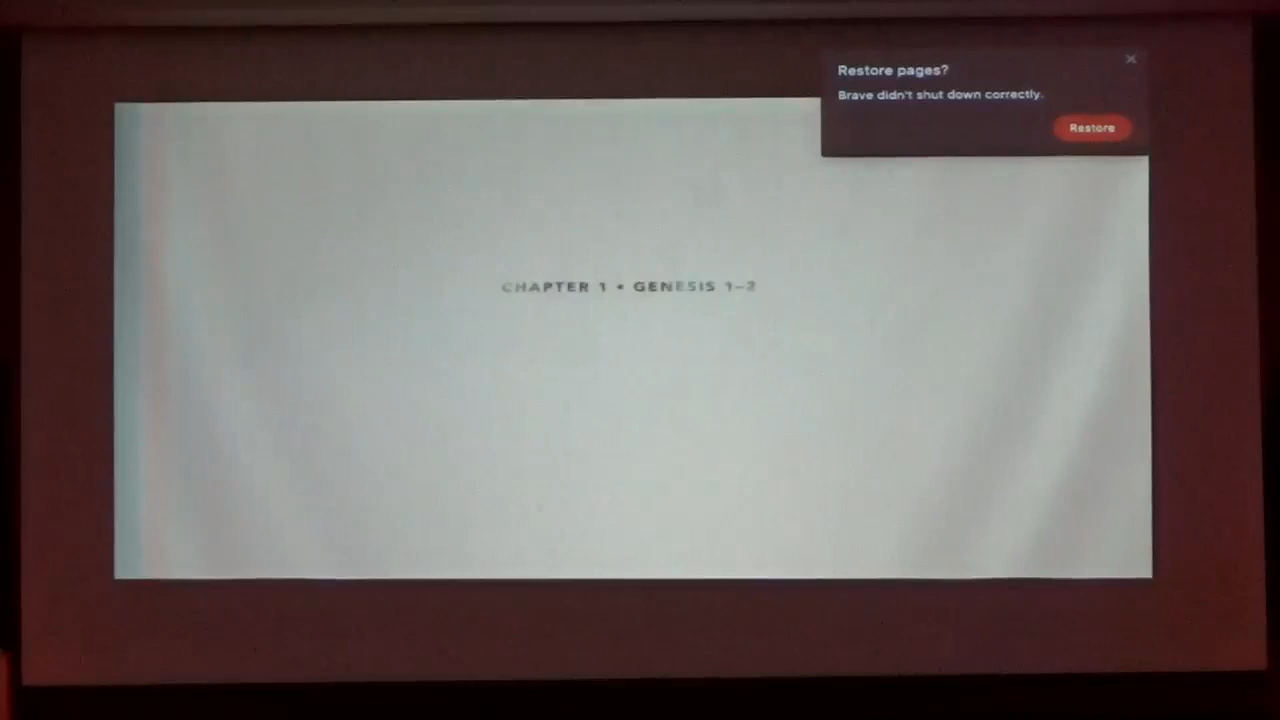 Restore pages?
Brave didn't shut down correctly.
Restore
CHAPTER 1 • GENESIS 1–2